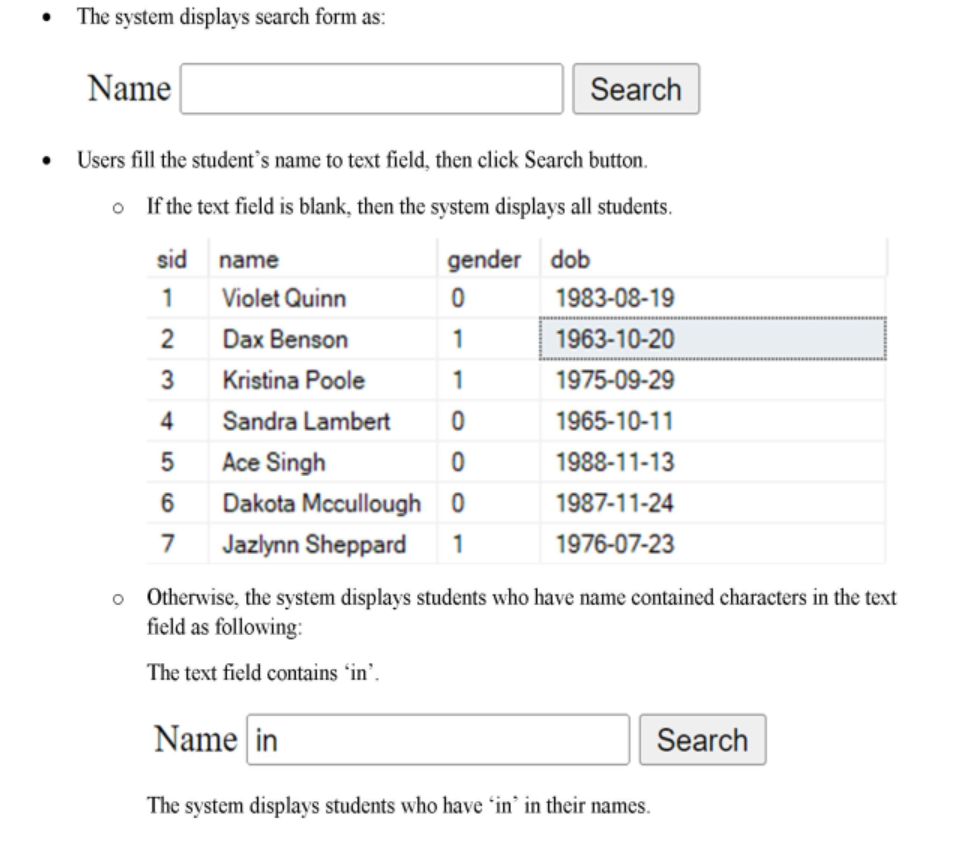 • The system displays search form as:
Name Search
• Users fill the student's name to text field, then click Search button.
o If the text field is blank, then the system displays all students.
sid name gender dob
1 Violet Quinn 0 1983-08-19
2 Dax Benson 1 1963-10-20
3 Kristina Poole 1 1975-09-29
4 Sandra Lambert 0 1965-10-11
5 Ace Singh 0 1988-11-13
6 Dakota Mccullough 0 1987-11-24
7 Jazlynn Sheppard 1 1976-07-23
o Otherwise, the system displays students who have name contained characters in the text
field as following:
The text field contains ‘in’.
Name in Search
The system displays students who have ‘in’ in their names.